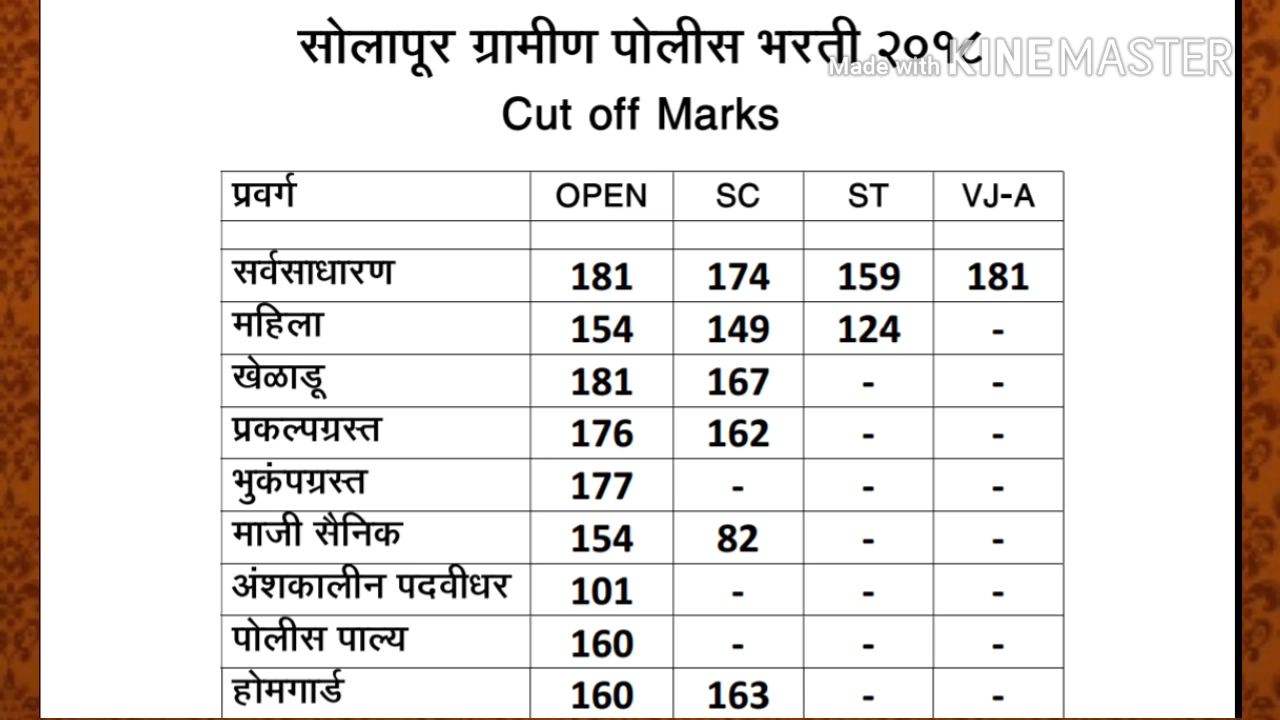 सोलापूर ग्रामीण पोलीस भरती २०१८
Made with KINEMASTER
Cut off Marks
प्रवर्ग OPEN SC ST VJ-A
सर्वसाधारण 181 174 159 181
महिला 154 149 124 -
खेळाडू 181 167 - -
प्रकल्पग्रस्त 176 162 - -
भुकंपग्रस्त 177 - - -
माजी सैनिक 154 82 - -
अंशकालीन पदवीधर 101 - - -
पोलीस पाल्य 160 - - -
होमगार्ड 160 163 - -